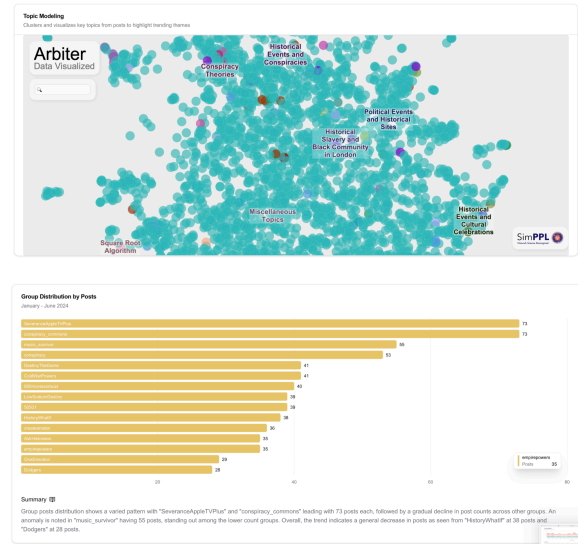 Topic Modeling
Clusters and visualizes key topics from posts to highlight trending themes
Arbiter
Data Visualized
Conspiracy
Theories
Historical
Events and
Conspiracies
Political Events
and Historical
Sites
Historical
Slavery and
Black Community
in London
Miscellaneous
Topics
Historical
Events and
Cultural
Celebrations
Square Root
Algorithm
SimPPL
Group Distribution by Posts
January - June 2024
SeveranceAppleTVPlus 73
conspiracy_commons 73
55
53
41
41
40
39
39
HistoryWhatIf 38
36
35
empirepowers 35
29
Dodgers 28
20 40 60 80
empirepowers
Posts 35
Summary
Group posts distribution shows a varied pattern with "SeveranceAppleTVPlus" and "conspiracy_commons" leading with 73 posts each, followed by a gradual decline in post counts across other groups. An
anomaly is noted in "music_survivor" having 55 posts, standing out among the lower count groups. Overall, the trend indicates a general decrease in posts as seen from "HistoryWhatIf" at 38 posts and
"Dodgers" at 28 posts.